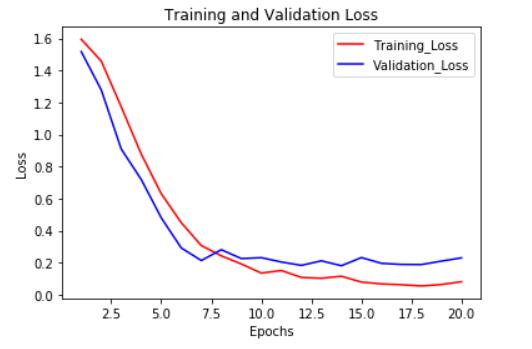 Training and Validation Loss
Training_Loss
Validation_Loss
1.6
1.4
1.2
1.0
0.8
0.6
0.4
0.2
0.0
Loss
2.5 5.0 7.5 10.0 12.5 15.0 17.5 20.0
Epochs